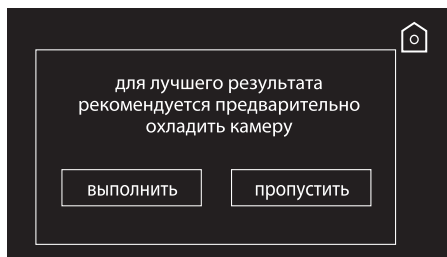 для лучшего результата
рекомендуется предварительно
охладить камеру
выполнить
пропустить